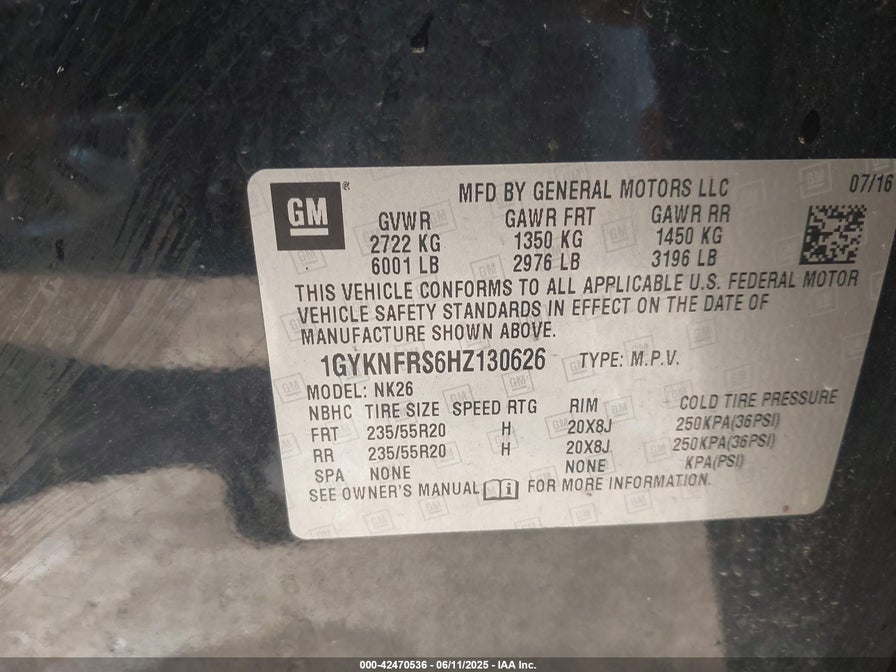 GM ®
MFD BY GENERAL MOTORS LLC 07/16
GVWR GAWR FRT GAWR RR
2722 KG 1350 KG 1450 KG
6001 LB 2976 LB 3196 LB
THIS VEHICLE CONFORMS TO ALL APPLICABLE U.S. FEDERAL MOTOR
VEHICLE SAFETY STANDARDS IN EFFECT ON THE DATE OF
MANUFACTURE SHOWN ABOVE.
1GYKNFRS6HZ130626 TYPE: M.P.V.
MODEL: NK26
NBHC TIRE SIZE SPEED RTG RIM COLD TIRE PRESSURE
FRT 235/55R20 H 20X8J 250KPA(36PSI)
RR 235/55R20 H 20X8J 250KPA(36PSI)
SPA NONE NONE KPA(PSI)
SEE OWNER'S MANUAL i FOR MORE INFORMATION.
000-42470536 - 06/11/2025 - IAA Inc.